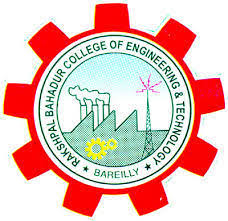 RAKSHPAL BAHADUR COLLEGE OF ENGINEERING & TECHNOLOGY
BAREILLY